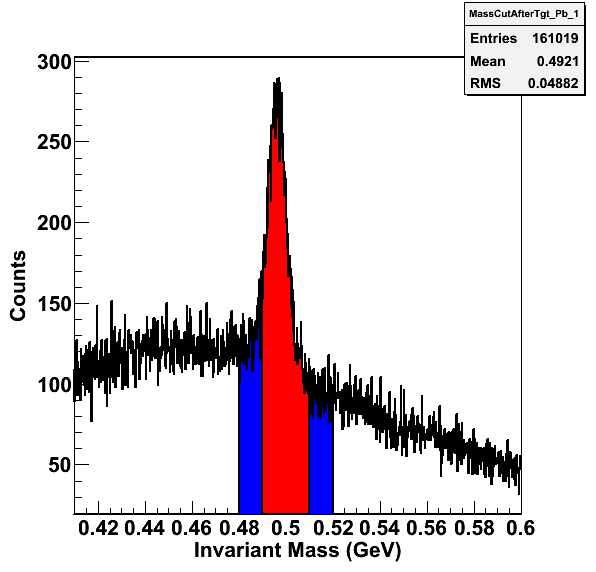 MassCutAfterTgt_Pb_1
Entries 161019
Mean 0.4921
RMS 0.04882
300
250
200
150
100
50
Counts
0.42 0.44 0.46 0.48 0.5 0.52 0.54 0.56 0.58 0.6
Invariant Mass (GeV)